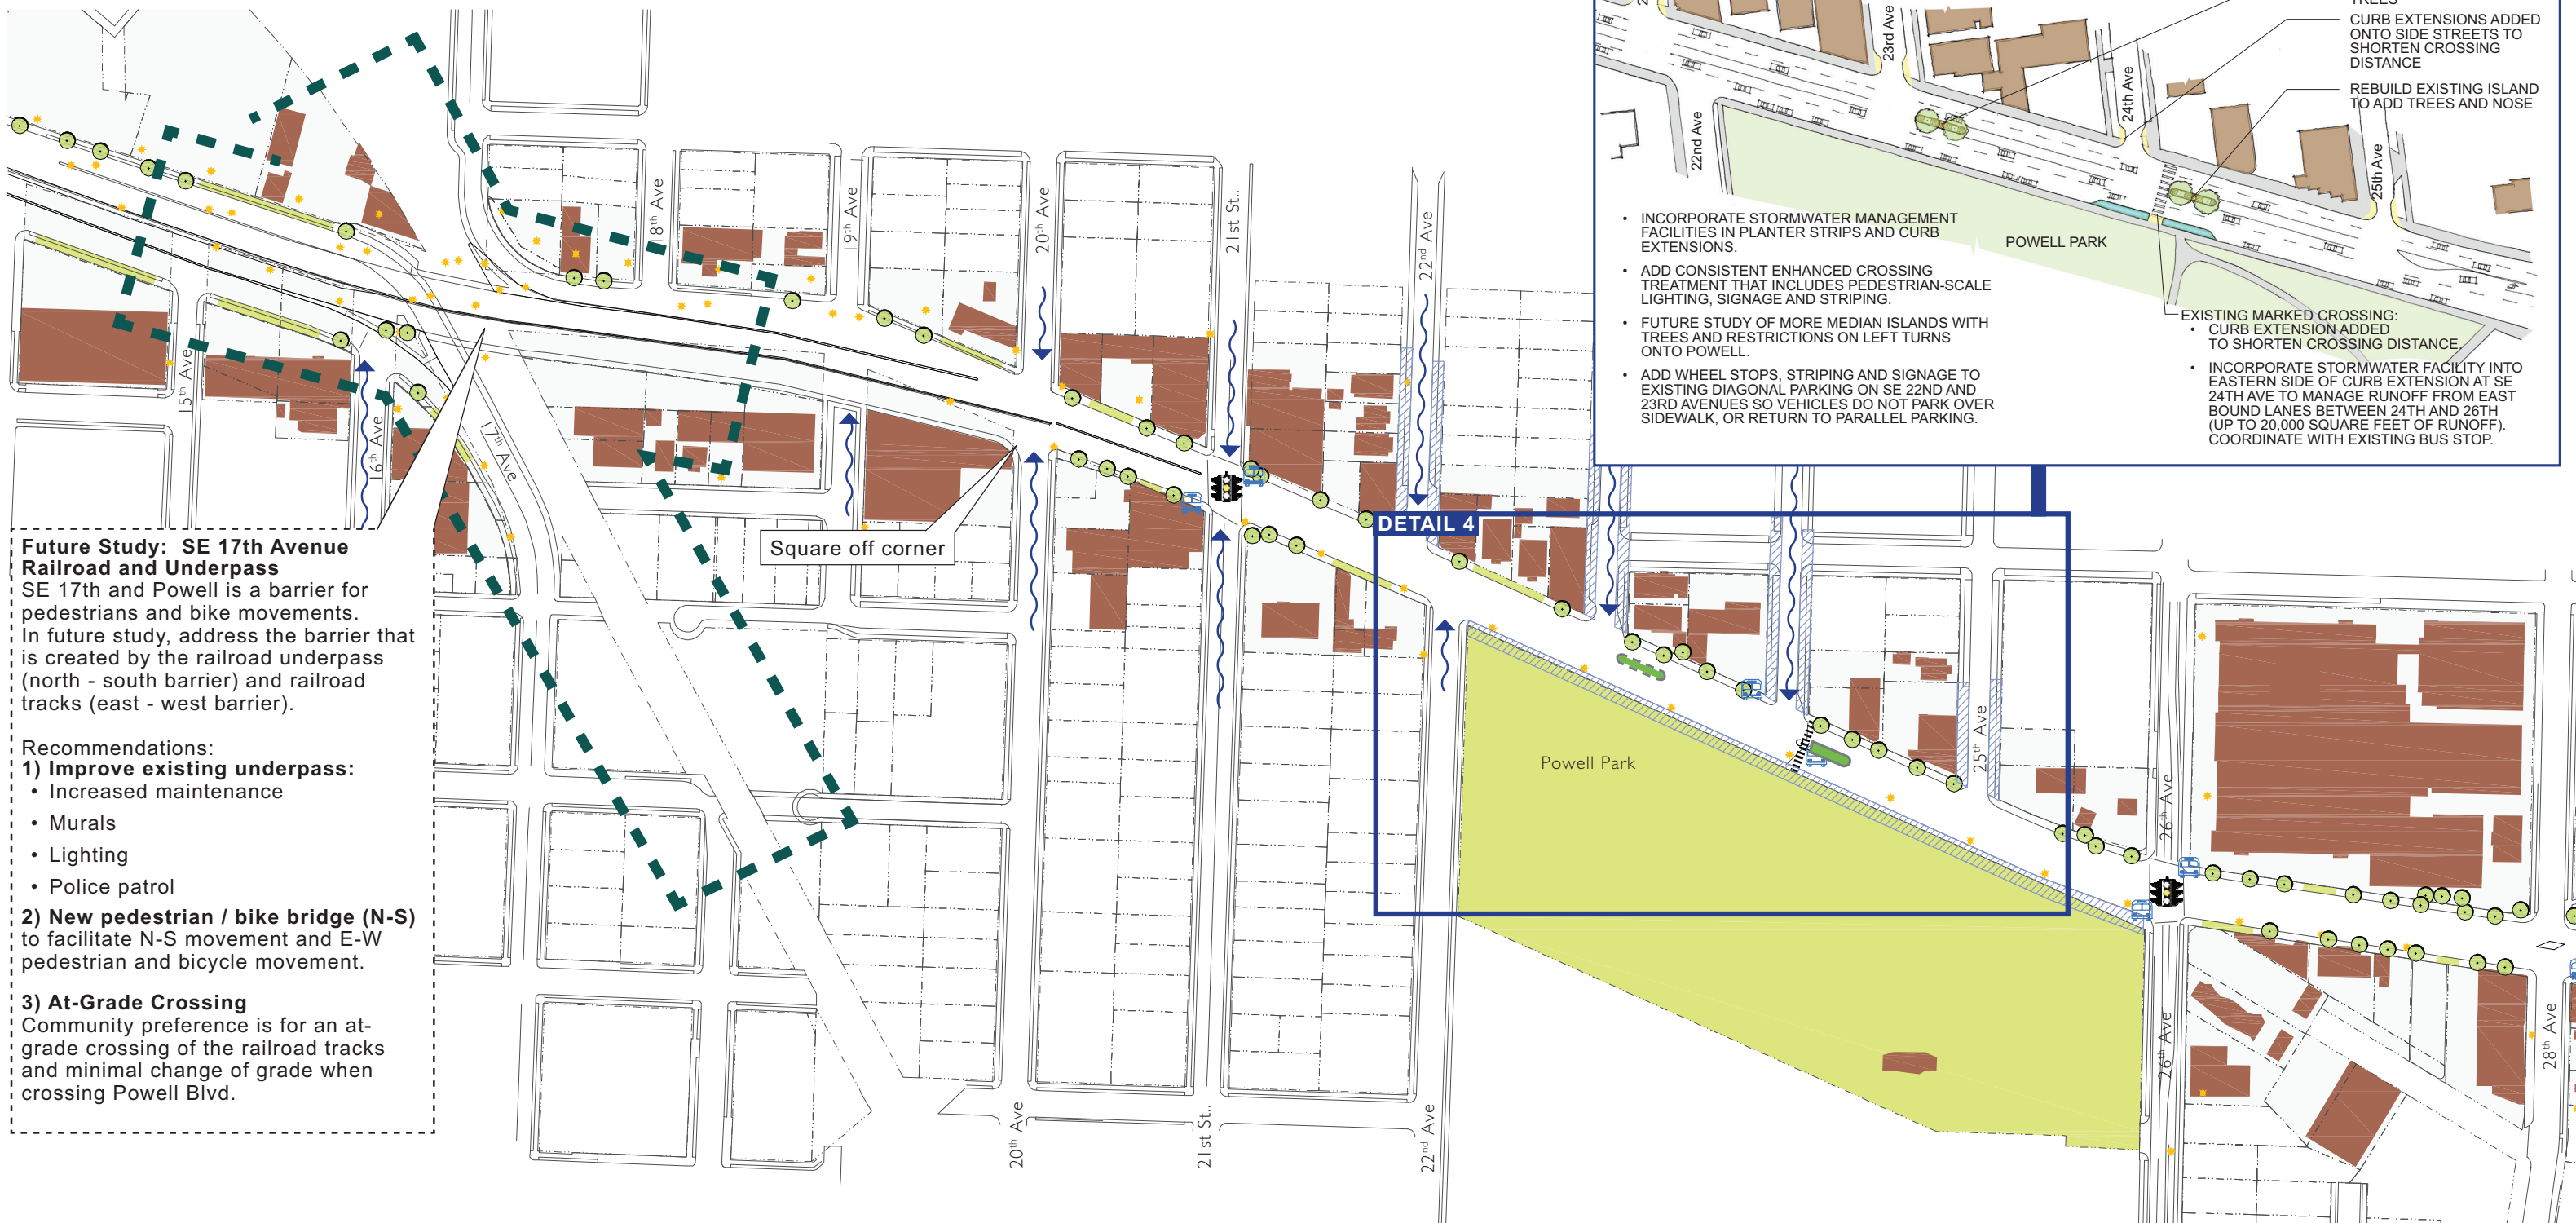 TREES
CURB EXTENSIONS ADDED
ONTO SIDE STREETS TO
SHORTEN CROSSING
DISTANCE
REBUILD EXISTING ISLAND
TO ADD TREES AND NOSE
23rd Ave
24th Ave
25th Ave
22nd Ave
POWELL PARK
• INCORPORATE STORMWATER MANAGEMENT
FACILITIES IN PLANTER STRIPS AND CURB
EXTENSIONS.
• ADD CONSISTENT ENHANCED CROSSING
TREATMENT THAT INCLUDES PEDESTRIAN-SCALE
LIGHTING, SIGNAGE AND STRIPING.
• FUTURE STUDY OF MORE MEDIAN ISLANDS WITH
TREES AND RESTRICTIONS ON LEFT TURNS
ONTO POWELL.
• ADD WHEEL STOPS, STRIPING AND SIGNAGE TO
EXISTING DIAGONAL PARKING ON SE 22ND AND
23RD AVENUES SO VEHICLES DO NOT PARK OVER
SIDEWALK, OR RETURN TO PARALLEL PARKING.
EXISTING MARKED CROSSING:
• CURB EXTENSION ADDED
TO SHORTEN CROSSING DISTANCE.
• INCORPORATE STORMWATER FACILITY INTO
EASTERN SIDE OF CURB EXTENSION AT SE
24TH AVE TO MANAGE RUNOFF FROM EAST
BOUND LANES BETWEEN 24TH AND 26TH
(UP TO 20,000 SQUARE FEET OF RUNOFF).
COORDINATE WITH EXISTING BUS STOP.
18th Ave
19th Ave
20th Ave
21st St..
22nd Ave
15th Ave
16th Ave
17th Ave
Square off corner
DETAIL 4
Powell Park
25th Ave
26th Ave
26th Ave
28th Ave
20th Ave
21st St..
22nd Ave
Future Study: SE 17th Avenue
Railroad and Underpass
SE 17th and Powell is a barrier for
pedestrians and bike movements.
In future study, address the barrier that
is created by the railroad underpass
(north - south barrier) and railroad
tracks (east - west barrier).
Recommendations:
1) Improve existing underpass:
• Increased maintenance
• Murals
• Lighting
• Police patrol
2) New pedestrian / bike bridge (N-S)
to facilitate N-S movement and E-W
pedestrian and bicycle movement.
3) At-Grade Crossing
Community preference is for an at-
grade crossing of the railroad tracks
and minimal change of grade when
crossing Powell Blvd.